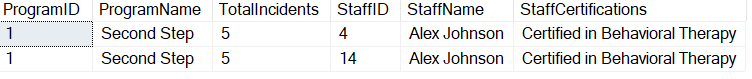 ProgramID ProgramName TotalIncidents StaffID StaffName StaffCertifications
1 Second Step 5 4 Alex Johnson Certified in Behavioral Therapy
1 Second Step 5 14 Alex Johnson Certified in Behavioral Therapy